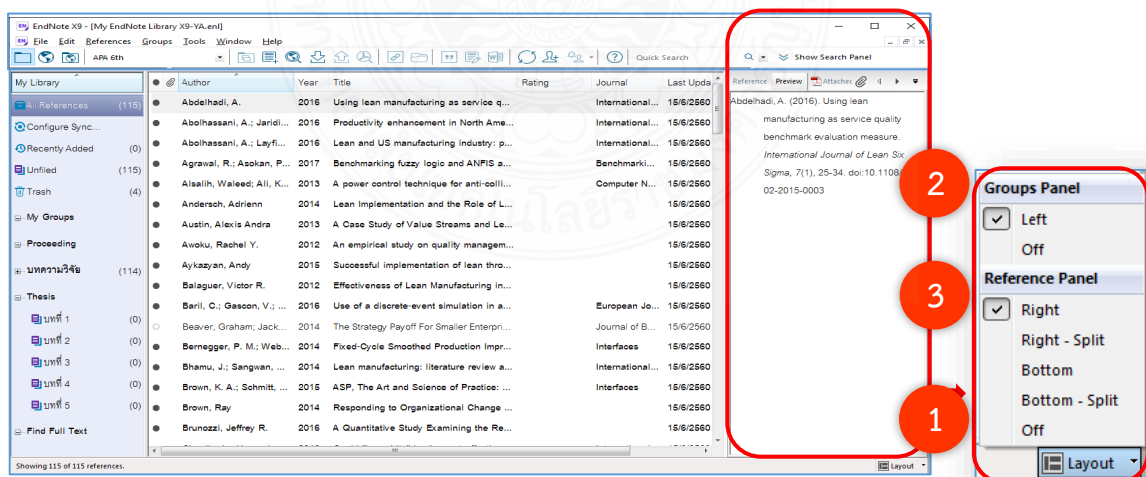 EndNote X9 - [My EndNote Library X9-YA.enl]
File Edit References Groups Tools Window Help
APA 6th
Quick Search
Show Search Panel
My Library
All References (115)
Configure Sync...
Recently Added (0)
Unfiled (115)
Trash (4)
My Groups
Proceeding
บทความวิจัย (114)
Thesis
บทที่ 1 (0)
บทที่ 2 (0)
บทที่ 3 (0)
บทที่ 4 (0)
บทที่ 5 (0)
Find Full Text
Author Year Title Rating Journal Last Upda
Abdelhadi, A. 2016 Using lean manufacturing as service q... International... 15/6/2560
Abolhassani, A.; Jaridi... 2016 Productivity enhancement in North Ame... International... 15/6/2560
Abolhassani, A.; Layfi... 2016 Lean and US manufacturing industry: p... International... 15/6/2560
Agrawal, R.; Asokan, P... 2017 Benchmarking fuzzy logic and ANFIS a... Benchmarki... 15/6/2560
Alsalih, Waleed; Ali, K... 2013 A power control technique for anti-colli... Computer N... 15/6/2560
Andersch, Adrienn 2014 Lean Implementation and the Role of L... 15/6/2560
Austin, Alexis Andra 2013 A Case Study of Value Streams and Le... 15/6/2560
Awoku, Rachel Y. 2012 An empirical study on quality managem... 15/6/2560
Aykazyan, Andy 2015 Successful implementation of lean thro... 15/6/2560
Balaguer, Victor R. 2012 Effectiveness of Lean Manufacturing in... 15/6/2560
Baril, C.; Gascon, V.; ... 2016 Use of a discrete-event simulation in a... European Jo... 15/6/2560
Beaver, Graham; Jack... 2014 The Strategy Payoff For Smaller Enterpri... Journal of B... 15/6/2560
Bernegger, P. M.; Web... 2014 Fixed-Cycle Smoothed Production Impr... Interfaces 15/6/2560
Bhamu, J.; Sangwan, ... 2014 Lean manufacturing: literature review a... International... 15/6/2560
Brown, K. A.; Schmitt, ... 2015 ASP, The Art and Science of Practice: ... Interfaces 15/6/2560
Brown, Ray 2014 Responding to Organizational Change ... 15/6/2560
Brunozzi, Jeffrey R. 2016 A Quantitative Study Examining the Re... 15/6/2560
Showing 115 of 115 references.
Layout
Reference Preview Attached
Abdelhadi, A. (2016). Using lean
manufacturing as service quality
benchmark evaluation measure.
International Journal of Lean Six
Sigma, 7(1), 25-34. doi:10.1108
02-2015-0003
2
3
1
Groups Panel
Left
Off
Reference Panel
Right
Right - Split
Bottom
Bottom - Split
Off
Layout